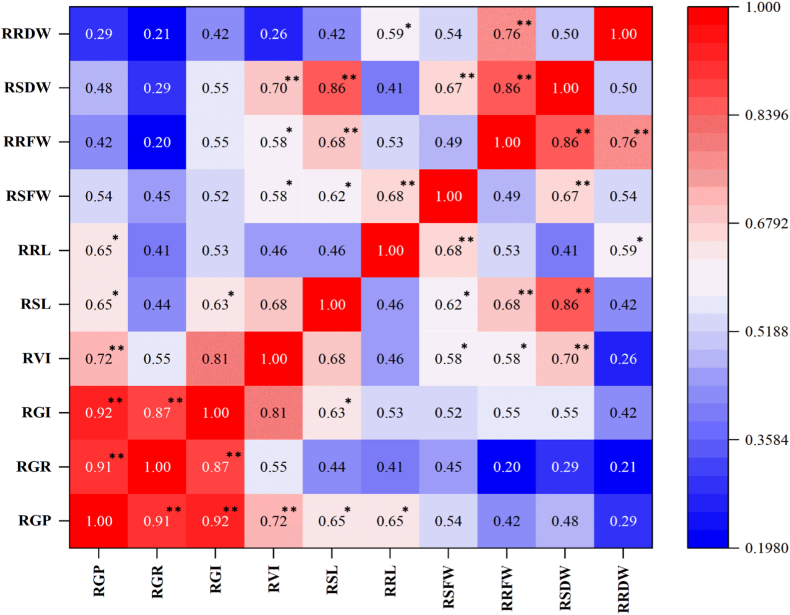 RRDW 0.29 0.21 0.42 0.26 0.42 0.59* 0.54 0.76** 0.50 1.00
RSDW 0.48 0.29 0.55 0.70** 0.86** 0.41 0.67** 0.86** 1.00 0.50
RRFW 0.42 0.20 0.55 0.58* 0.68** 0.53 0.49 1.00 0.86** 0.76**
RSFW 0.54 0.45 0.52 0.58* 0.62* 0.68** 1.00 0.49 0.67** 0.54
RRL 0.65* 0.41 0.53 0.46 0.46 1.00 0.68** 0.53 0.41 0.59*
RSL 0.65* 0.44 0.63* 0.68 1.00 0.46 0.62* 0.68** 0.86** 0.42
RVI 0.72** 0.55 0.81 1.00 0.68 0.46 0.58* 0.58* 0.70** 0.26
RGI 0.92** 0.87** 1.00 0.81 0.63* 0.53 0.52 0.55 0.55 0.42
RGR 0.91** 1.00 0.87** 0.55 0.44 0.41 0.45 0.20 0.29 0.21
RGP 1.00 0.91** 0.92** 0.72** 0.65* 0.65* 0.54 0.42 0.48 0.29
RGP RGR RGI RVI RSL RRL RSFW RRFW RSDW RRDW
1.000
0.8396
0.6792
0.5188
0.3584
0.1980